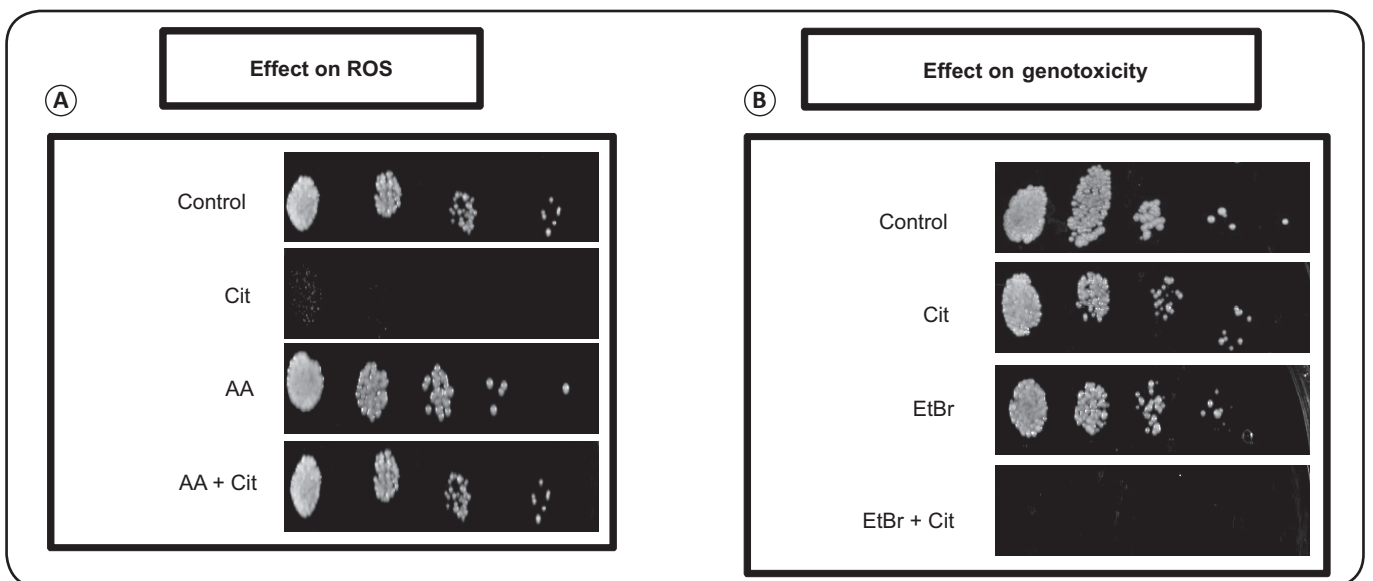 Effect on ROS
A
Control
Cit
AA
AA + Cit
Effect on genotoxicity
B
Control
Cit
EtBr
EtBr + Cit